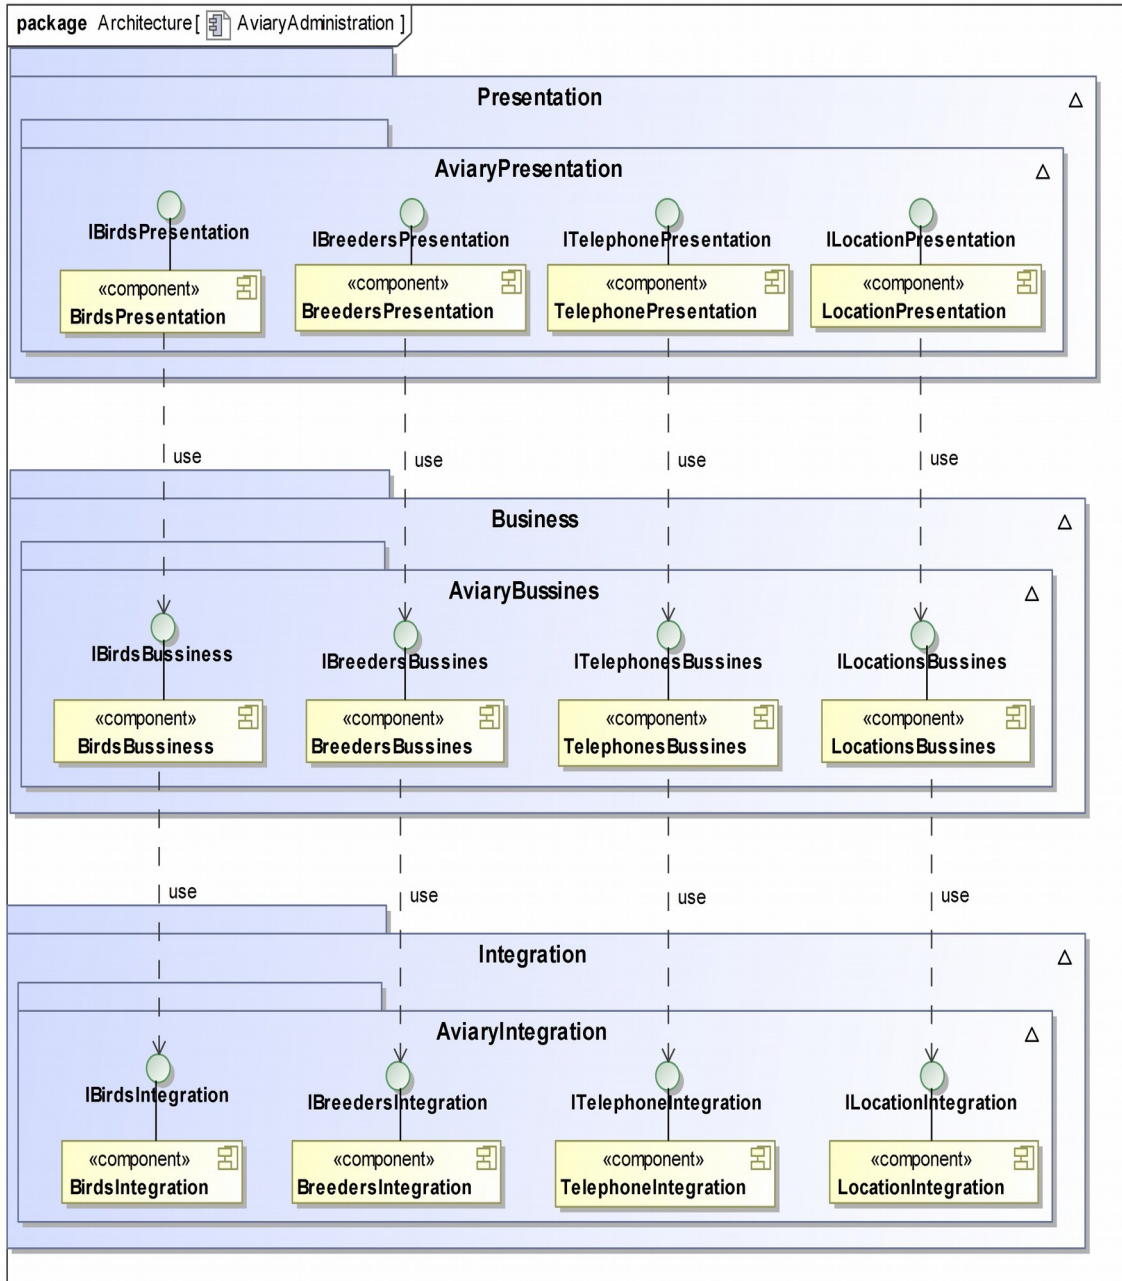 package Architecture[ AviaryAdministration ]
Presentation
AviaryPresentation
IBirdsPresentation
IBreedersPresentation
ITelephonePresentation
ILocationPresentation
«component»
BirdsPresentation
«component»
BreedersPresentation
«component»
TelephonePresentation
«component»
LocationPresentation
use
use
use
use
Business
AviaryBussines
IBirdsBussiness
IBreedersBussines
ITelephonesBussines
ILocationsBussines
«component»
BirdsBussiness
«component»
BreedersBussines
«component»
TelephonesBussines
«component»
LocationsBussines
use
use
use
use
Integration
AviaryIntegration
IBirdsIntegration
IBreedersIntegration
ITelephoneIntegration
ILocationIntegration
«component»
BirdsIntegration
«component»
BreedersIntegration
«component»
TelephoneIntegration
«component»
LocationIntegration